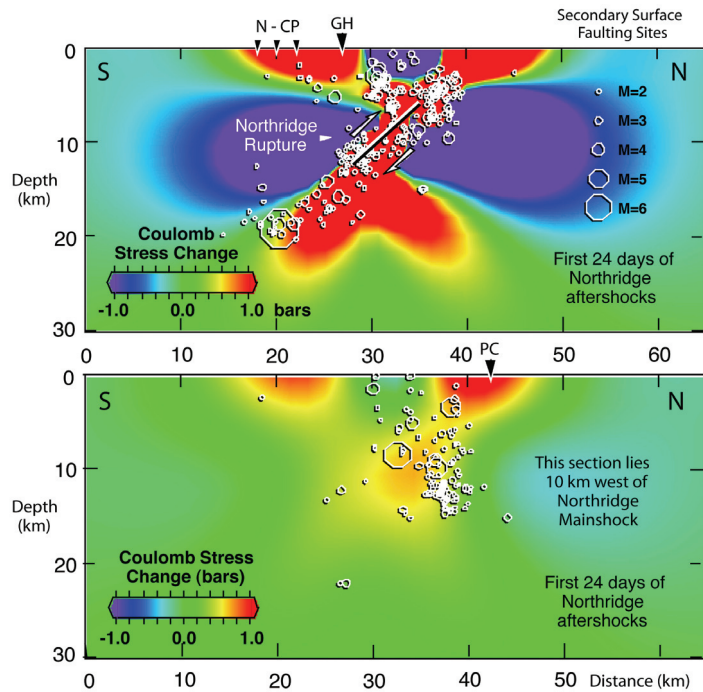 N - CP
GH
Secondary Surface
Faulting Sites
0
S
N
M=2
M=3
M=4
M=5
M=6
Northridge
Rupture
10
Depth
(km)
20
Coulomb
Stress Change
-1.0 0.0 1.0 bars
First 24 days of
Northridge
aftershocks
30
0 10 20 30 40 50 60
PC
0
S
N
10
Depth
(km)
This section lies
10 km west of
Northridge
Mainshock
20
Coulomb Stress
Change (bars)
-1.0 0.0 1.0
First 24 days of
Northridge
aftershocks
30
0 10 20 30 40 50 Distance (km)